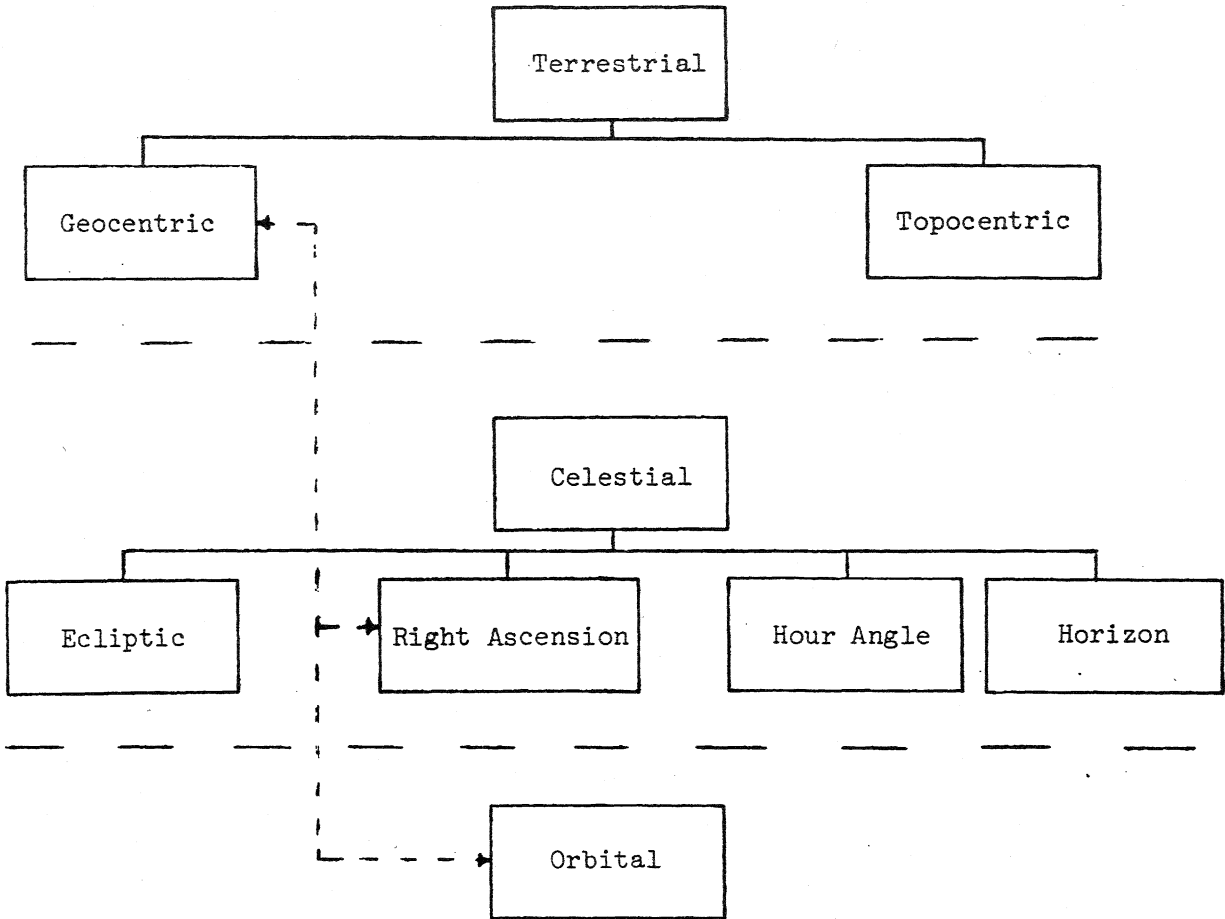 Terrestrial
Geocentric
Topocentric
Celestial
Ecliptic
Right Ascension
Hour Angle
Horizon
Orbital